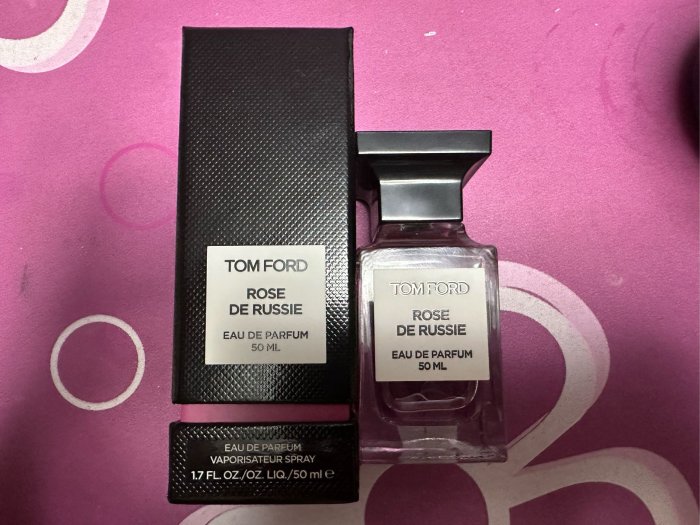 TOM FORD
ROSE
DE RUSSIE
EAU DE PARFUM
50 ML
EAU DE PARFUM
VAPORISATEUR SPRAY
1.7 FL. OZ./OZ. LIQ./50 ml e
TOM FORD
ROSE
DE RUSSIE
EAU DE PARFUM
50 ML